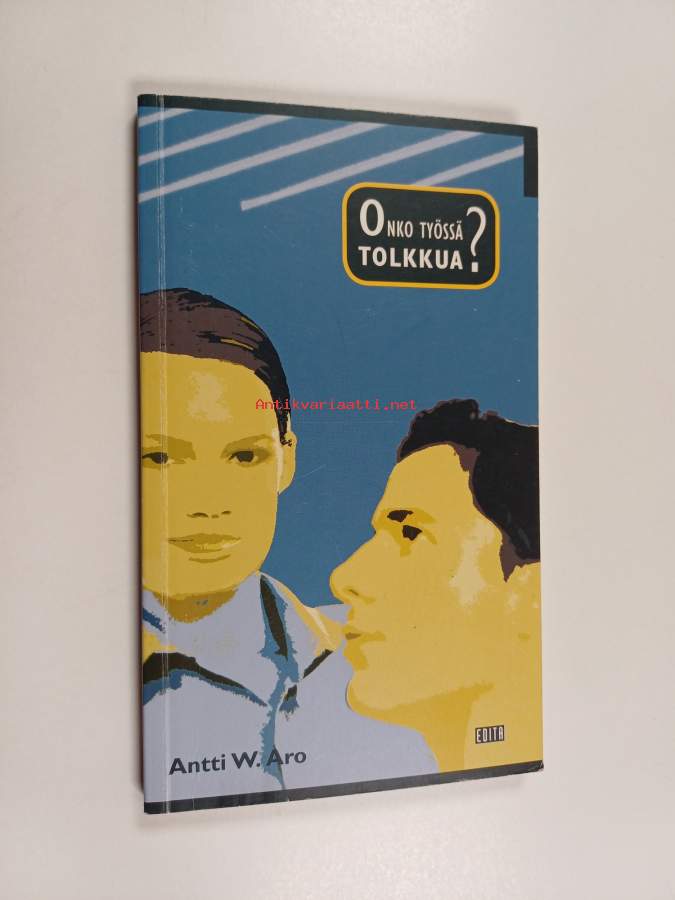 ONKO TYÖSSÄ
TOLKKUA?
Antikvariaatti.net
EDITA
Antti W. Aro